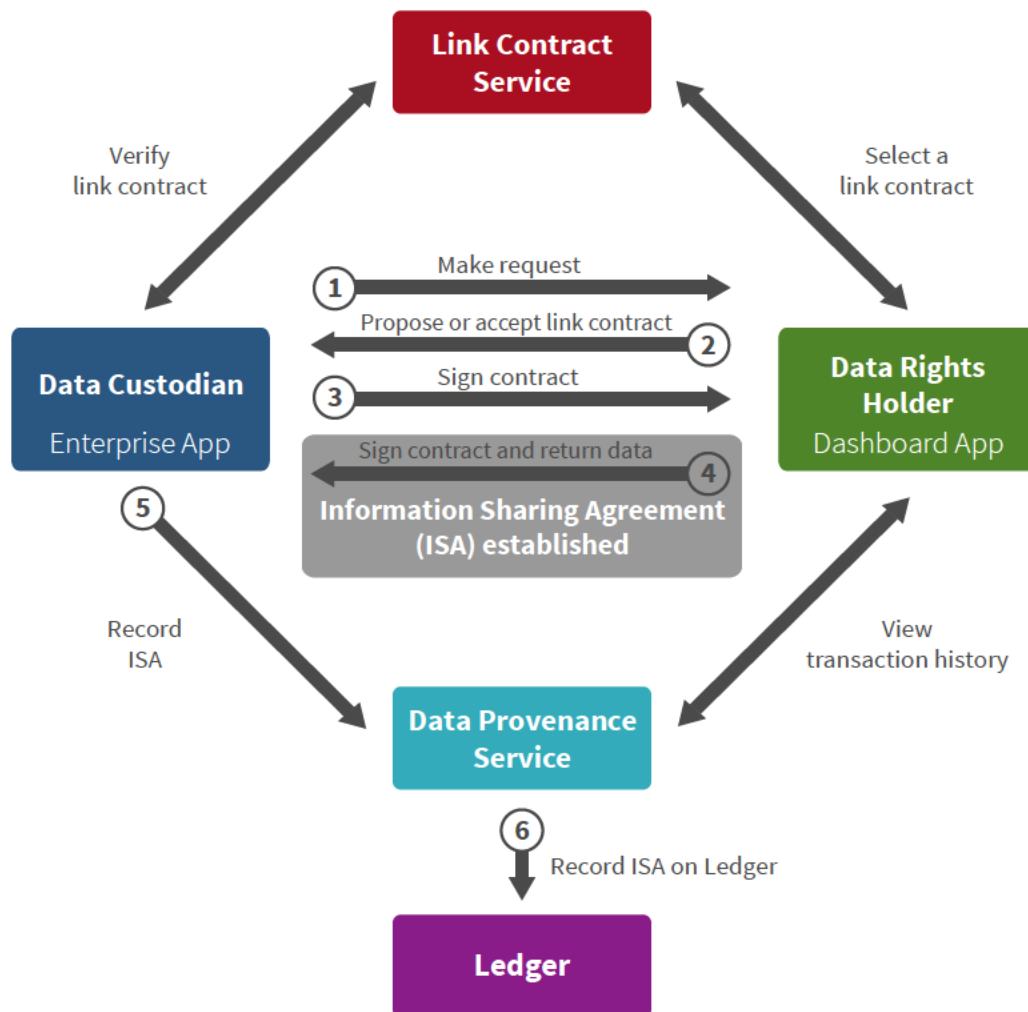 Link Contract
Service
Verify
link contract
Select a
link contract
1
Make request
Propose or accept link contract
2
3
Sign contract
Sign contract and return data
4
Information Sharing Agreement
(ISA) established
Data Custodian
Enterprise App
Data Rights
Holder
Dashboard App
5
Record
ISA
View
transaction history
Data Provenance
Service
6
Record ISA on Ledger
Ledger